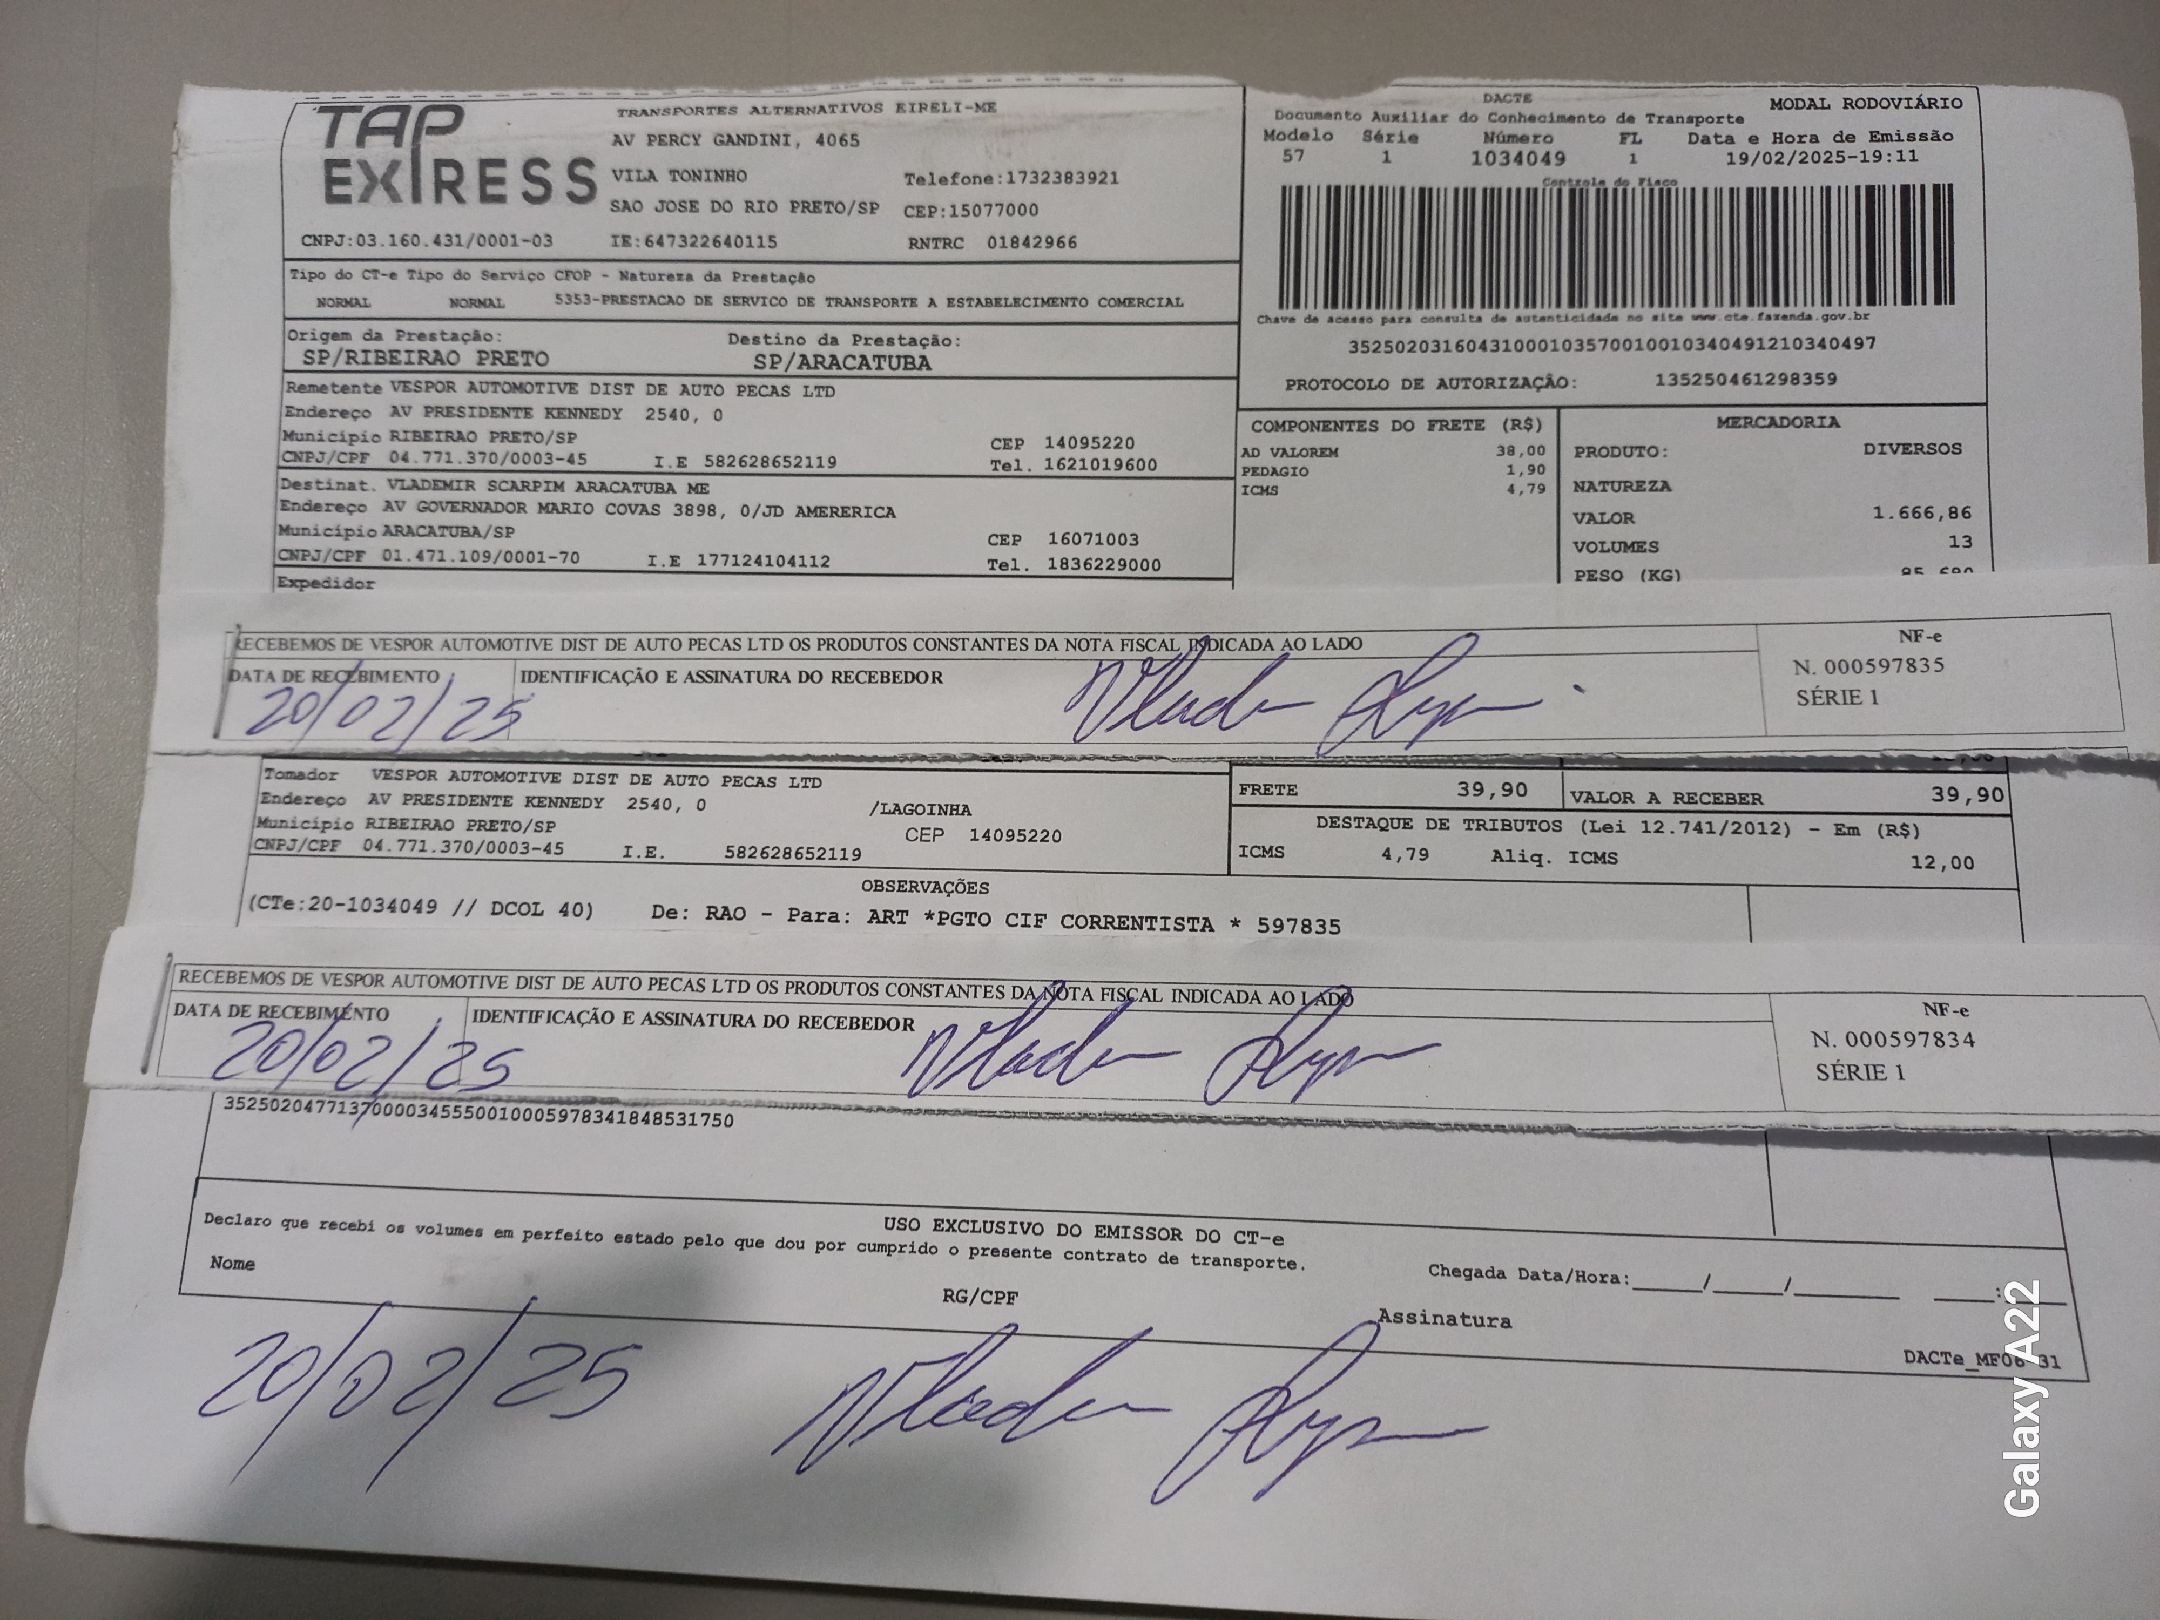 TAP EXPRESS
TRANSPORTES ALTERNATIVOS EIRELI-ME
AV PERCY GANDINI, 4065
VILA TONINHO Telefone:1732383921
SAO JOSE DO RIO PRETO/SP CEP:15077000
CNPJ:03.160.431/0001-03 IE:647322640115 RNTRC 01842966
DACTE MODAL RODOVIÁRIO
Documento Auxiliar do Conhecimento de Transporte
Modelo Série Número FL Data e Hora de Emissão
57 1 1034049 1 19/02/2025-19:11
Controle do Fisco
Chave de acesso para consulta de autenticidade no site www.cte.fazenda.gov.br
35250203160431000103570010010340491210340497
PROTOCOLO DE AUTORIZAÇÃO: 135250461298359
Tipo do CT-e Tipo do Serviço CFOP - Natureza da Prestação
NORMAL NORMAL 5353-PRESTACAO DE SERVICO DE TRANSPORTE A ESTABELECIMENTO COMERCIAL
Origem da Prestação: Destino da Prestação:
SP/RIBEIRAO PRETO SP/ARACATUBA
Remetente VESPOR AUTOMOTIVE DIST DE AUTO PECAS LTD
Endereço AV PRESIDENTE KENNEDY 2540, 0
Município RIBEIRAO PRETO/SP CEP 14095220
CNPJ/CPF 04.771.370/0003-45 I.E 582628652119 Tel. 1621019600
Destinat. VLADEMIR SCARPIM ARACATUBA ME
Endereço AV GOVERNADOR MARIO COVAS 3898, 0/JD AMERERICA
Município ARACATUBA/SP CEP 16071003
CNPJ/CPF 01.471.109/0001-70 I.E 177124104112 Tel. 1836229000
Expedidor
COMPONENTES DO FRETE (R$)
AD VALOREM 38,00
PEDAGIO 1,90
ICMS 4,79
MERCADORIA
PRODUTO: DIVERSOS
NATUREZA
VALOR 1.666,86
VOLUMES 13
PESO (KG)
RECEBEMOS DE VESPOR AUTOMOTIVE DIST DE AUTO PECAS LTD OS PRODUTOS CONSTANTES DA NOTA FISCAL INDICADA AO LADO
DATA DE RECEBIMENTO IDENTIFICAÇÃO E ASSINATURA DO RECEBEDOR
20/02/25
NF-e
N. 000597835
SÉRIE 1
Tomador VESPOR AUTOMOTIVE DIST DE AUTO PECAS LTD
Endereço AV PRESIDENTE KENNEDY 2540, 0 /LAGOINHA
Município RIBEIRAO PRETO/SP CEP 14095220
CNPJ/CPF 04.771.370/0003-45 I.E. 582628652119
FRETE 39,90 VALOR A RECEBER 39,90
DESTAQUE DE TRIBUTOS (Lei 12.741/2012) - Em (R$)
ICMS 4,79 Aliq. ICMS 12,00
OBSERVAÇÕES
(CTe:20-1034049 // DCOL 40) De: RAO - Para: ART *PGTO CIF CORRENTISTA * 597835
RECEBEMOS DE VESPOR AUTOMOTIVE DIST DE AUTO PECAS LTD OS PRODUTOS CONSTANTES DA NOTA FISCAL INDICADA AO LADO
DATA DE RECEBIMENTO IDENTIFICAÇÃO E ASSINATURA DO RECEBEDOR
20/02/25
NF-e
N. 000597834
SÉRIE 1
35250204771370000345550010005978341848531750
USO EXCLUSIVO DO EMISSOR DO CT-e
Declaro que recebi os volumes em perfeito estado pelo que dou por cumprido o presente contrato de transporte.
Nome RG/CPF Assinatura Chegada Data/Hora:____/____/______ ____:____
20/02/25
Galaxy A22